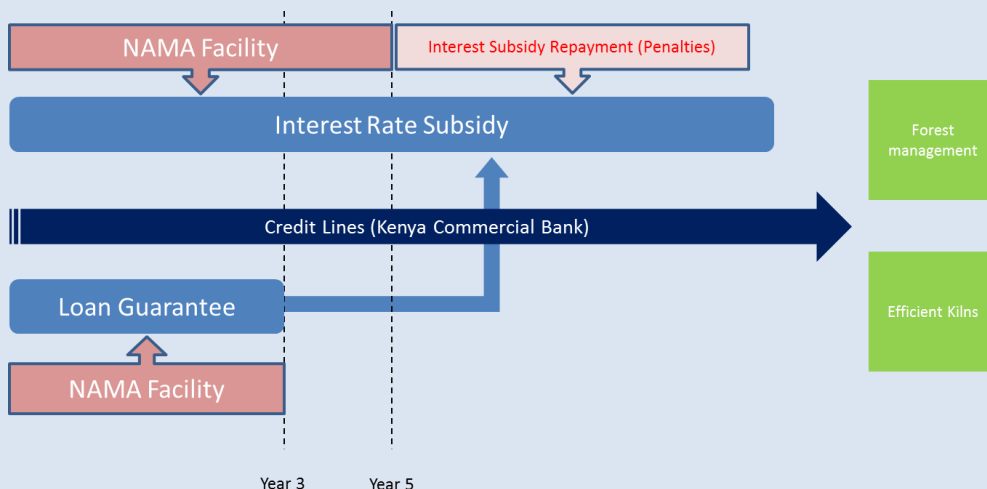 NAMA Facility
Interest Subsidy Repayment (Penalties)
Interest Rate Subsidy
Forest
management
Credit Lines (Kenya Commercial Bank)
Loan Guarantee
Efficient Kilns
NAMA Facility
Year 3
Year 5